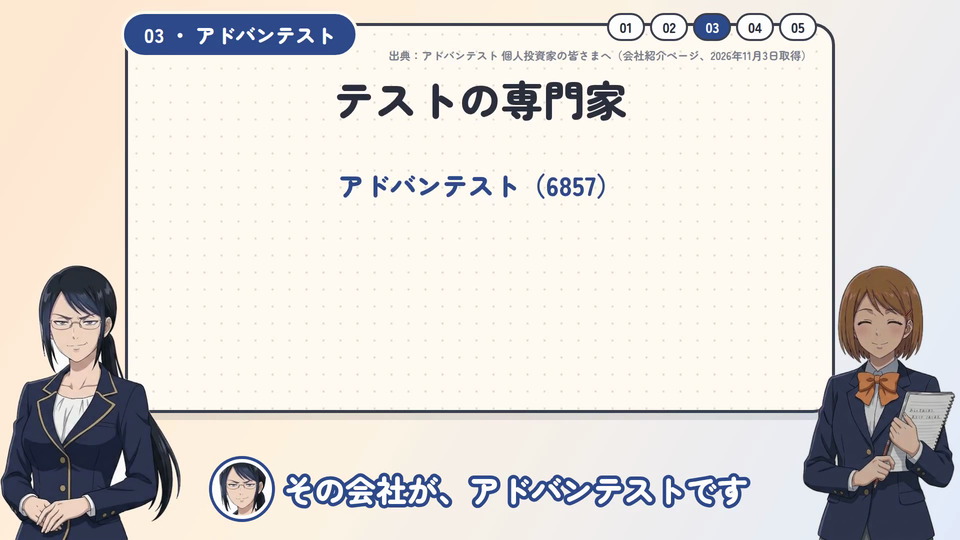 03 ・ アドバンテスト
01 02 03 04 05
出典：アドバンテスト 個人投資家の皆さまへ（会社紹介ページ、2026年11月3日取得）
テストの専門家
アドバンテスト（6857）
その会社が、アドバンテストです